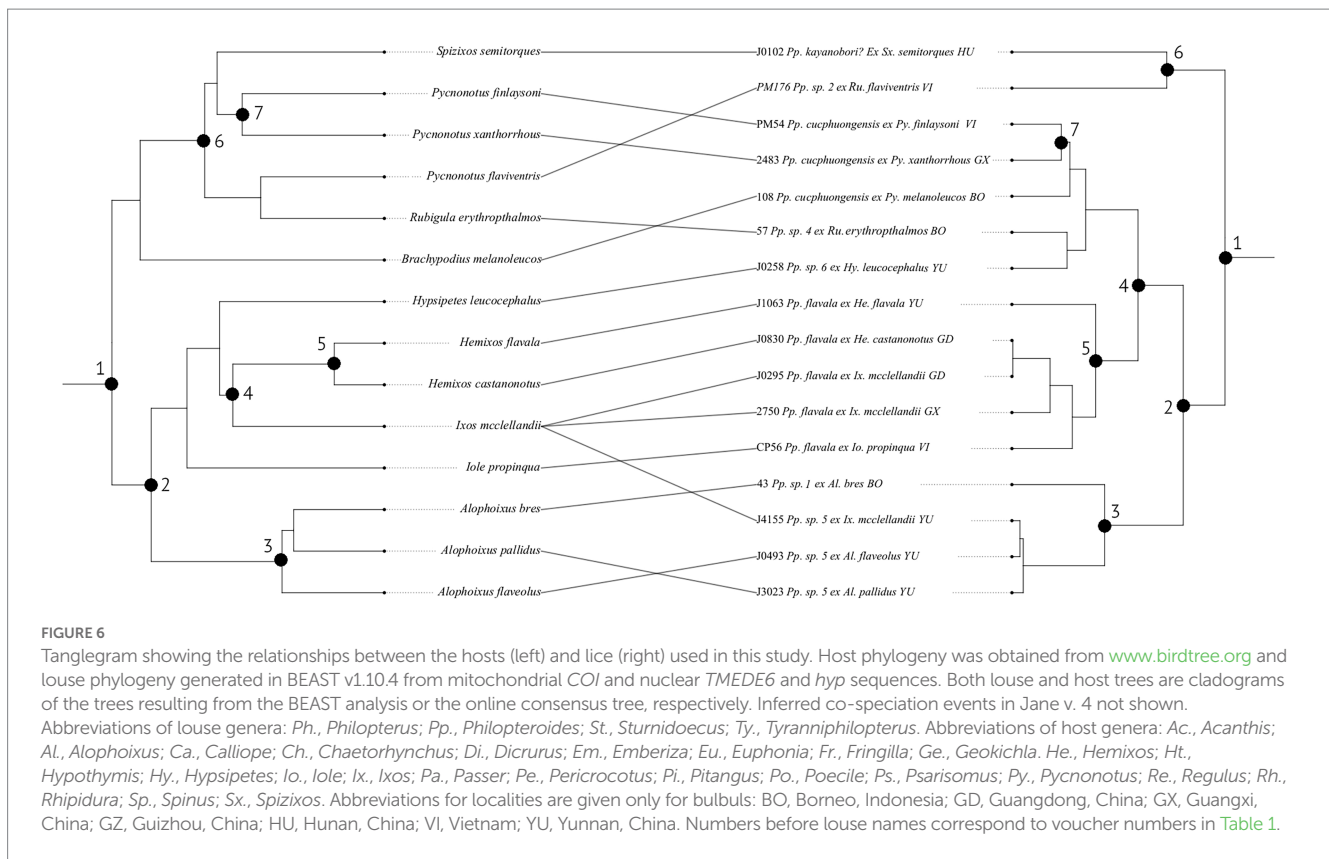 Spizixos semitorques
Pycnonotus finlaysoni
7
Pycnonotus xanthorrhous
6
Pycnonotus flaviventris
Rubigula erythropthalmos
Brachypodius melanoleucos
Hypsipetes leucocephalus
Hemixos flavala
5
1
Hemixos castanonotus
4
Ixos mcclellandii
Iole propinqua
2
Alophoixus bres
Alophoixus pallidus
3
Alophoixus flaveolus
J0102 Pp. kayanobori? Ex Sx. semitorques HU
6
PM176 Pp. sp. 2 ex Ru. flaviventris VI
PM54 Pp. cucphuongensis ex Py. finlaysoni VI
7
2483 Pp. cucphuongensis ex Py. xanthorrhous GX
108 Pp. cucphuongensis ex Py. melanoleucos BO
57 Pp. sp. 4 ex Ru. erythropthalmos BO
1
J0258 Pp. sp. 6 ex Hy. leucocephalus YU
4
J1063 Pp. flavala ex He. flavala YU
J0830 Pp. flavala ex He. castanonotus GD
5
J0295 Pp. flavala ex Ix. mcclellandii GD
2750 Pp. flavala ex Ix. mcclellandii GX
2
CP56 Pp. flavala ex Io. propinqua VI
43 Pp. sp. 1 ex Al. bres BO
J4155 Pp. sp. 5 ex Ix. mcclellandii YU
3
J0493 Pp. sp. 5 ex Al. flaveolus YU
J3023 Pp. sp. 5 ex Al. pallidus YU
FIGURE 6
Tanglegram showing the relationships between the hosts (left) and lice (right) used in this study. Host phylogeny was obtained from www.birdtree.org and
louse phylogeny generated in BEAST v1.10.4 from mitochondrial COI and nuclear TMEDE6 and hyp sequences. Both louse and host trees are cladograms
of the trees resulting from the BEAST analysis or the online consensus tree, respectively. Inferred co-speciation events in Jane v. 4 not shown.
Abbreviations of louse genera: Ph., Philopterus; Pp., Philopteroides; St., Sturnidoecus; Ty., Tyranniphilopterus. Abbreviations of host genera: Ac., Acanthis;
Al., Alophoixus; Ca., Calliope; Ch., Chaetorhynchus; Di., Dicrurus; Em., Emberiza; Eu., Euphonia; Fr., Fringilla; Ge., Geokichla. He., Hemixos; Ht.,
Hypothymis; Hy., Hypsipetes; Io., Iole; Ix., Ixos; Pa., Passer; Pe., Pericrocotus; Pi., Pitangus; Po., Poecile; Ps., Psarisomus; Py., Pycnonotus; Re., Regulus; Rh.,
Rhipidura; Sp., Spinus; Sx., Spizixos. Abbreviations for localities are given only for bulbuls: BO, Borneo, Indonesia; GD, Guangdong, China; GX, Guangxi,
China; GZ, Guizhou, China; HU, Hunan, China; VI, Vietnam; YU, Yunnan, China. Numbers before louse names correspond to voucher numbers in Table 1.